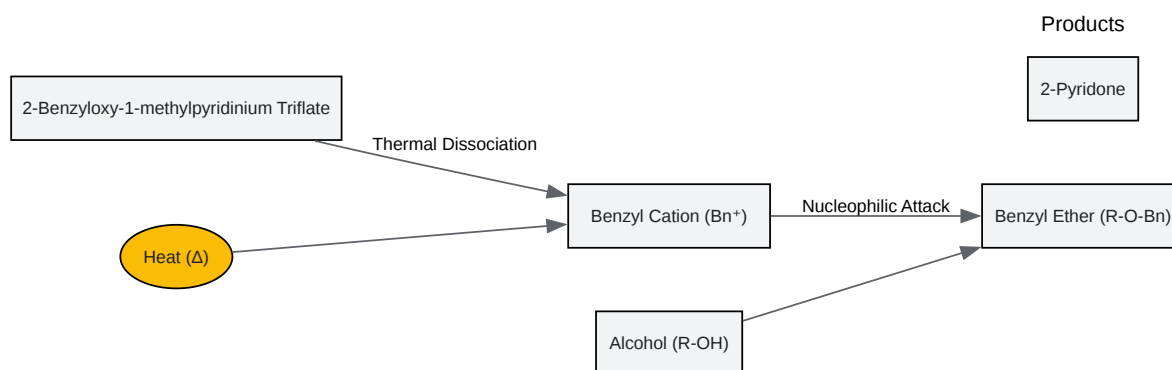 Products
2-Pyridone
2-Benzyloxy-1-methylpyridinium Triflate
Thermal Dissociation
Benzyl Cation (Bn⁺)
Nucleophilic Attack
Benzyl Ether (R-O-Bn)
Heat (Δ)
Alcohol (R-OH)